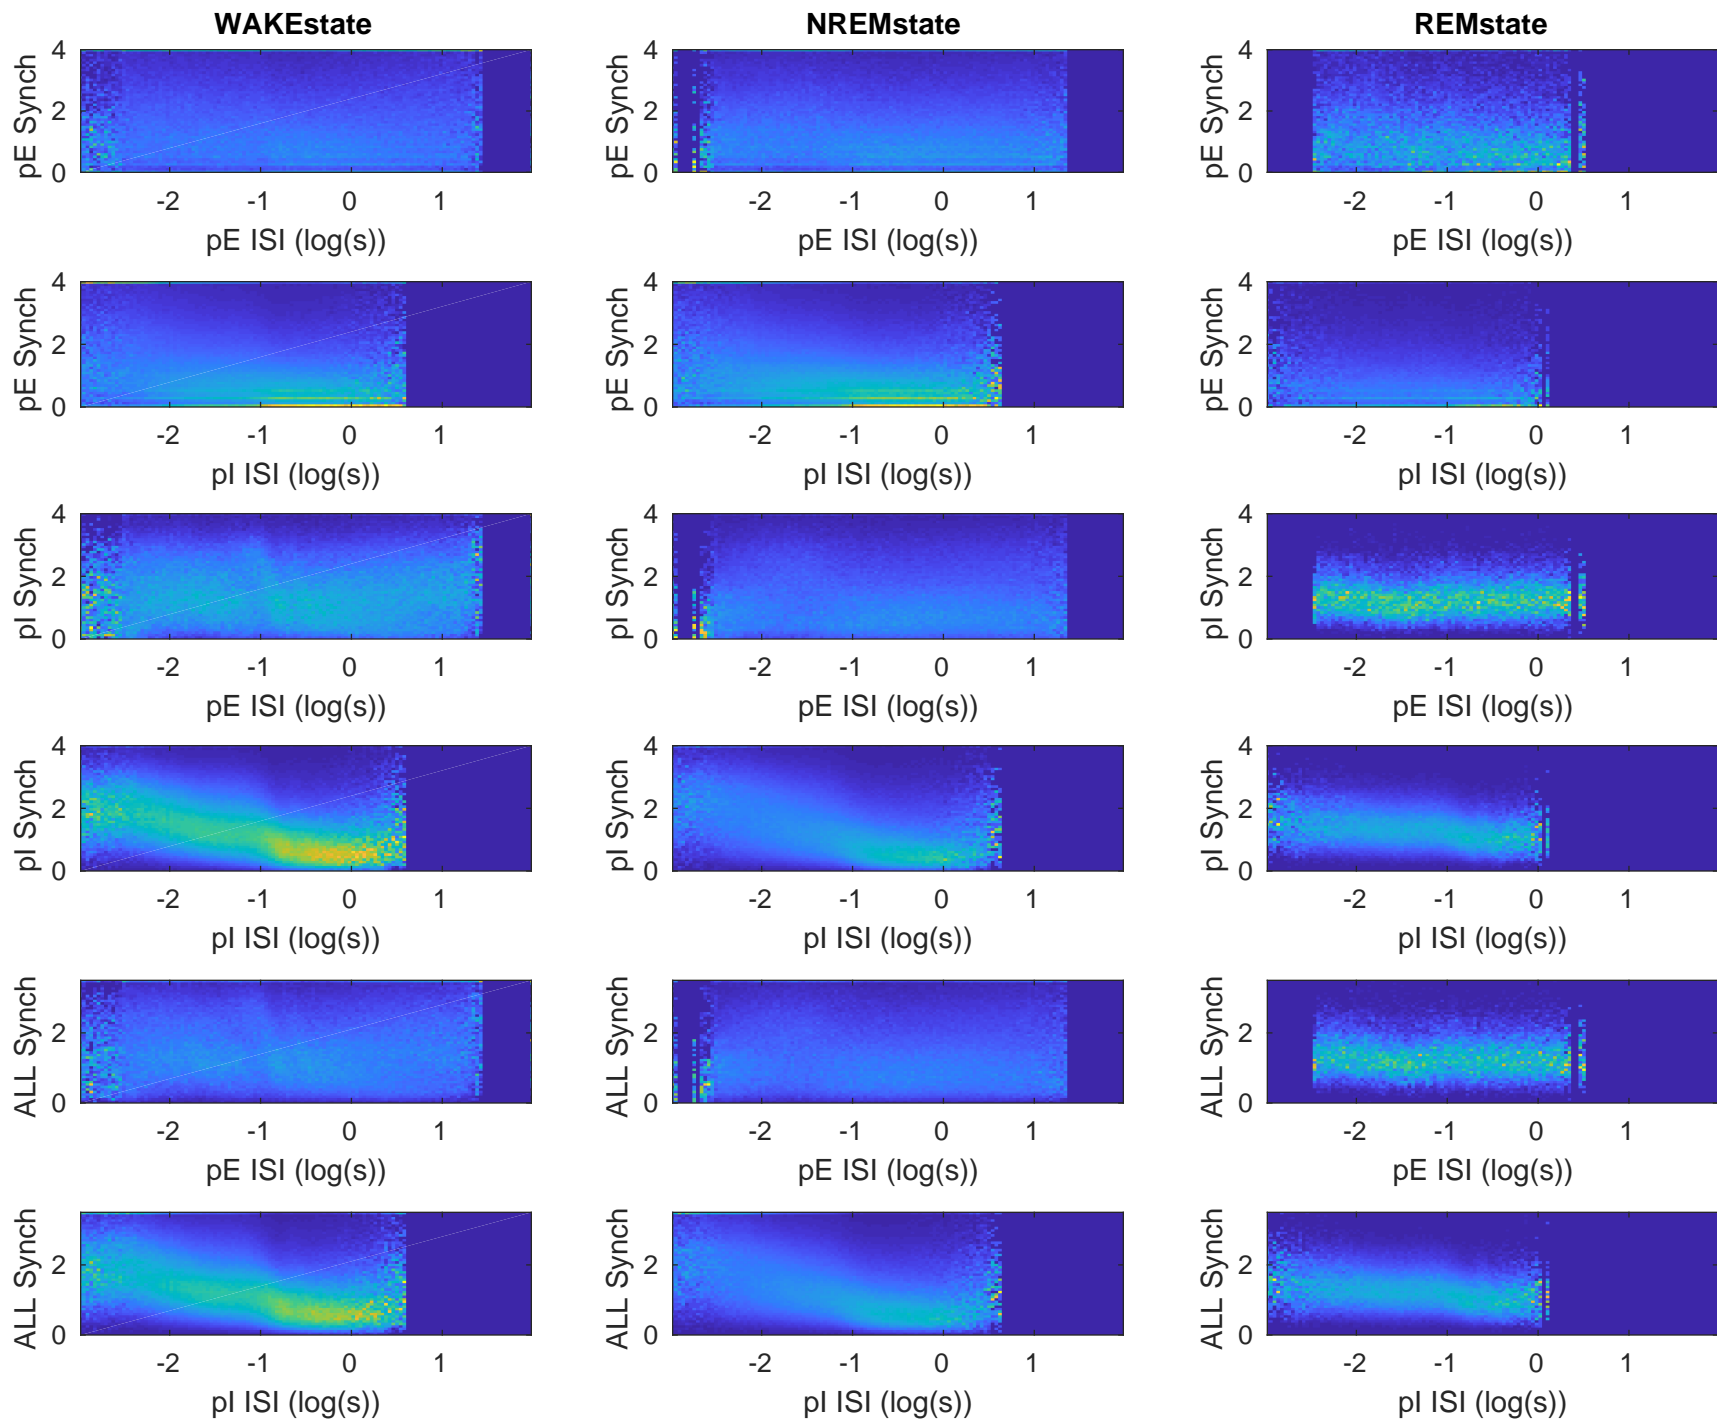 WAKEstate NREMstate REMstate
4 4 4
2 2 2
0 0 0
pE Synch pE Synch pE Synch
-2 -1 0 1 -2 -1 0 1 -2 -1 0 1
pE ISI (log(s)) pE ISI (log(s)) pE ISI (log(s))
4 4 4
2 2 2
0 0 0
pE Synch pE Synch pE Synch
-2 -1 0 1 -2 -1 0 1 -2 -1 0 1
pI ISI (log(s)) pI ISI (log(s)) pI ISI (log(s))
4 4 4
2 2 2
0 0 0
pI Synch pI Synch pI Synch
-2 -1 0 1 -2 -1 0 1 -2 -1 0 1
pE ISI (log(s)) pE ISI (log(s)) pE ISI (log(s))
4 4 4
2 2 2
0 0 0
pI Synch pI Synch pI Synch
-2 -1 0 1 -2 -1 0 1 -2 -1 0 1
pI ISI (log(s)) pI ISI (log(s)) pI ISI (log(s))
2 2 2
0 0 0
ALL Synch ALL Synch ALL Synch
-2 -1 0 1 -2 -1 0 1 -2 -1 0 1
pE ISI (log(s)) pE ISI (log(s)) pE ISI (log(s))
2 2 2
0 0 0
ALL Synch ALL Synch ALL Synch
-2 -1 0 1 -2 -1 0 1 -2 -1 0 1
pI ISI (log(s)) pI ISI (log(s)) pI ISI (log(s))